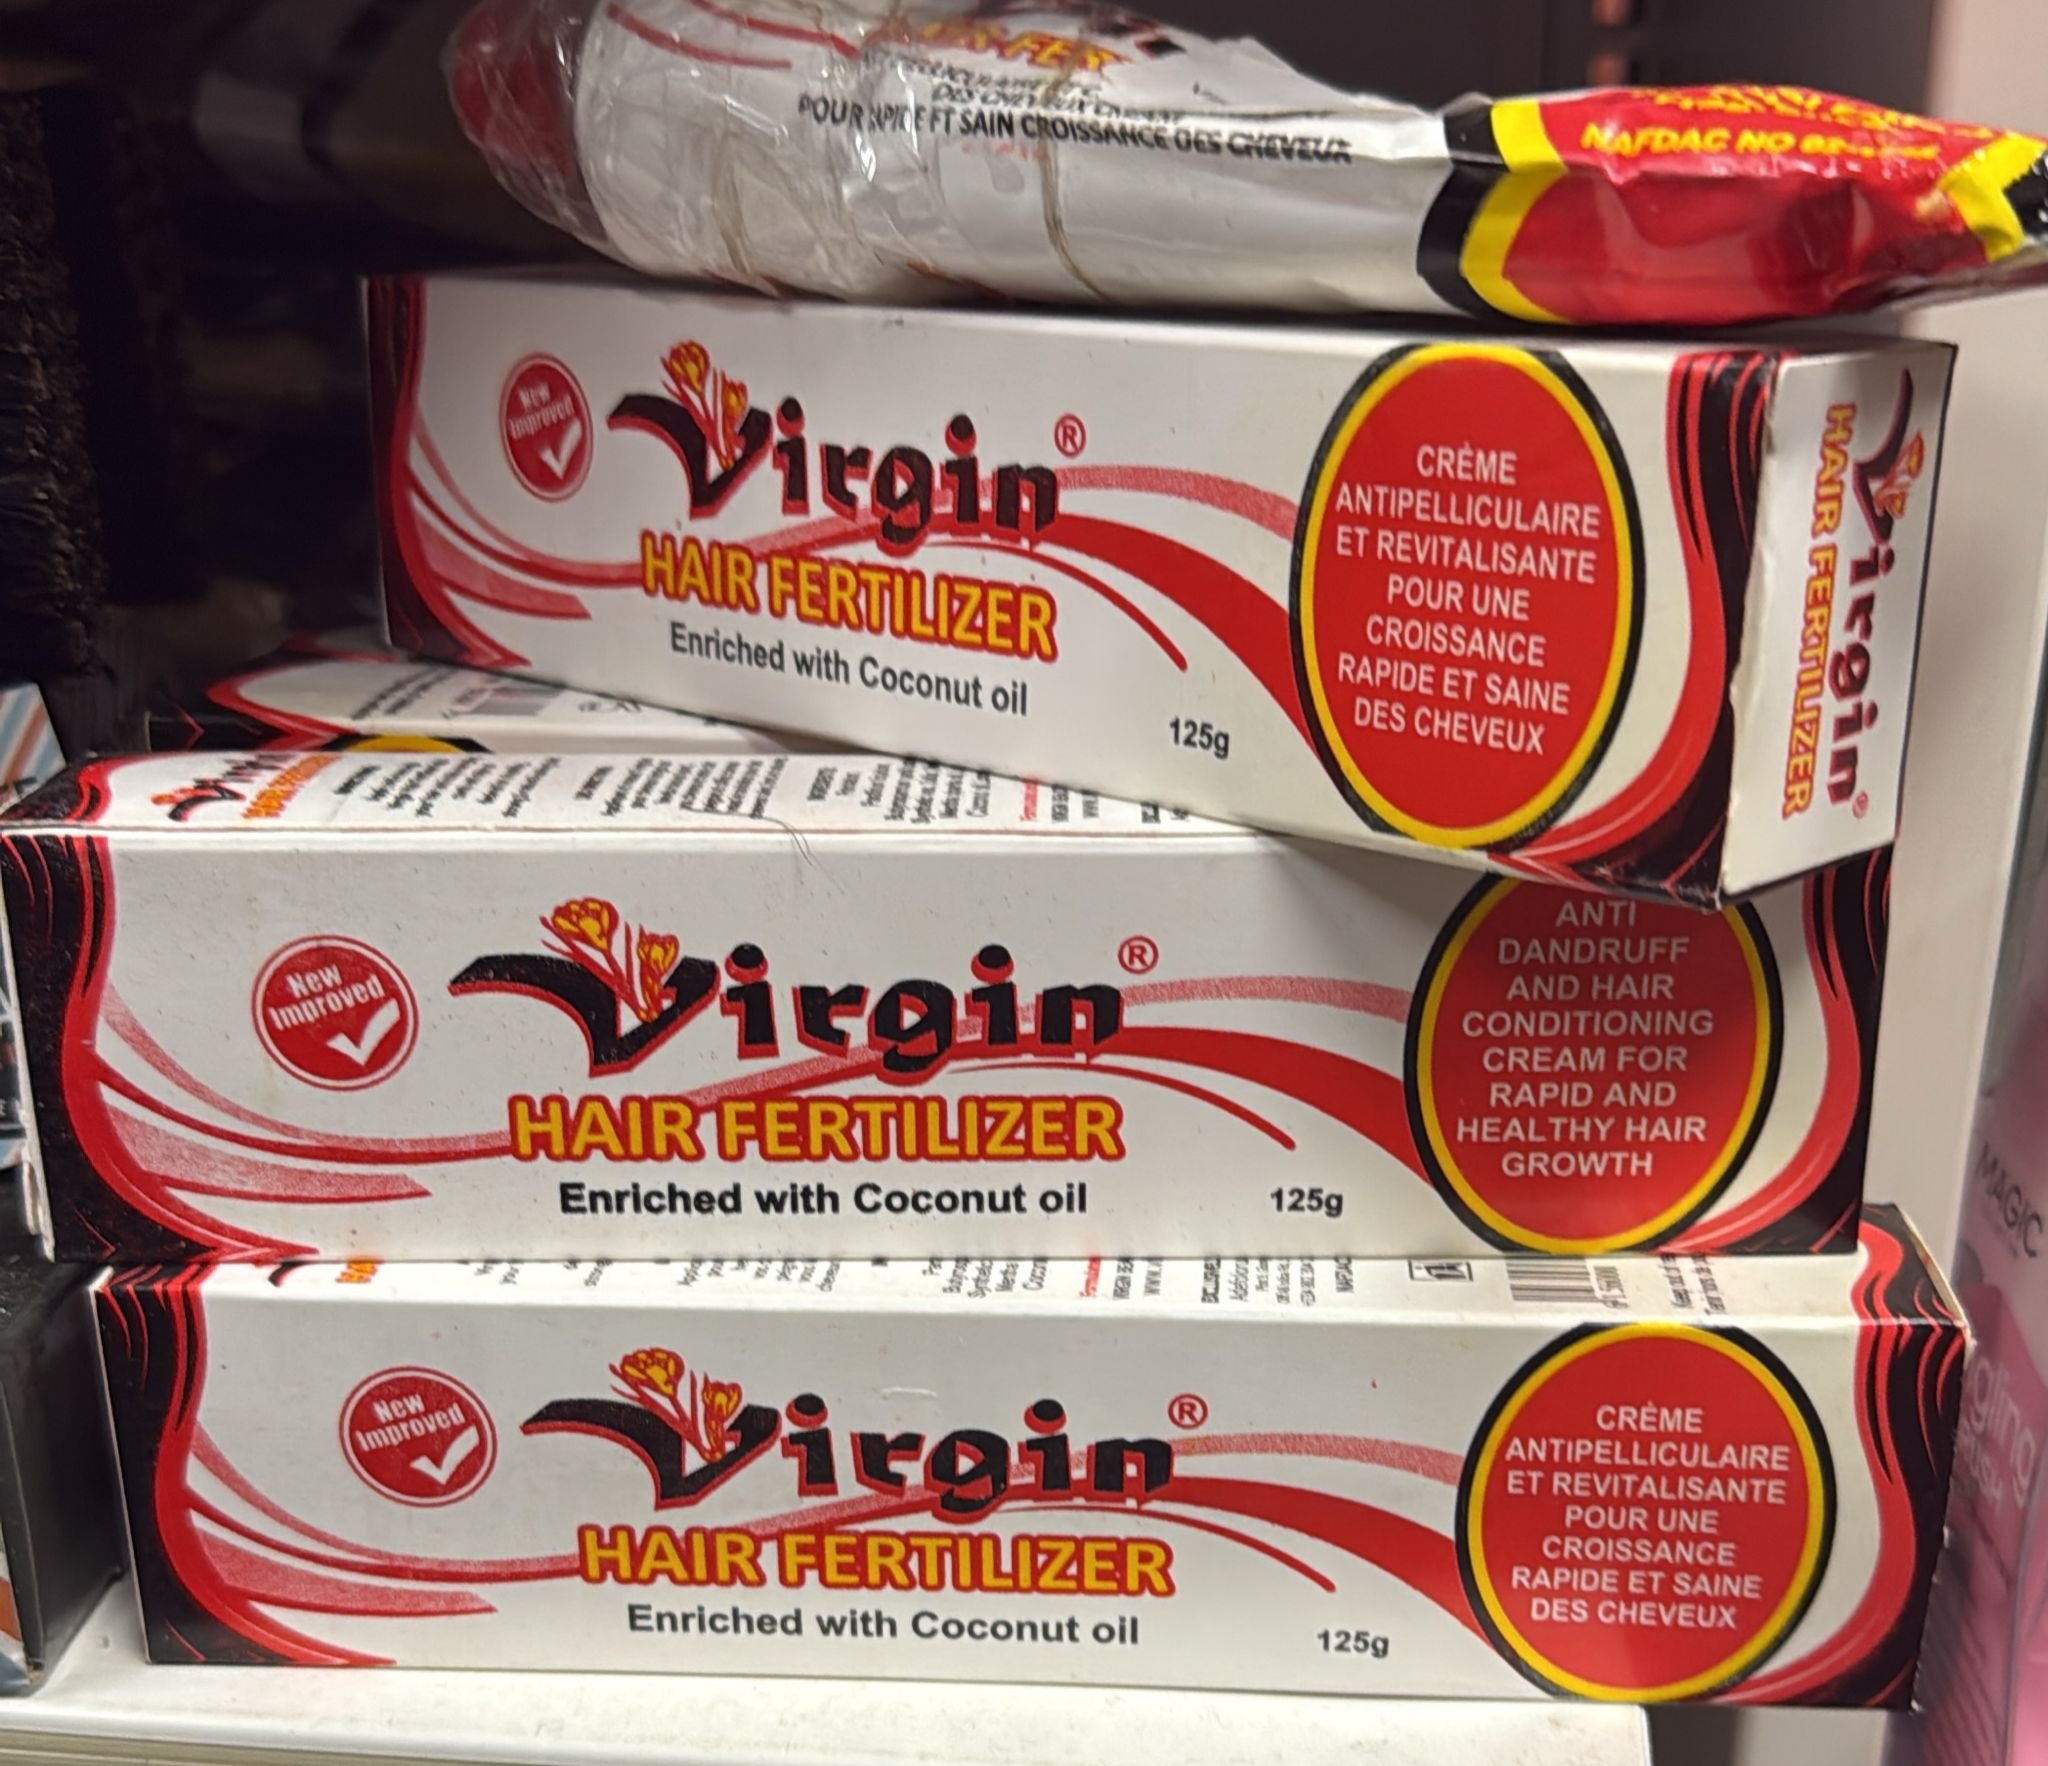 POUR RAPIDE ET SAIN CROISSANCE DES CHEVEUX
NAFDAC NO
New
Improved
Virgin®
HAIR FERTILIZER
Enriched with Coconut oil
125g
CRÈME
ANTIPELLICULAIRE
ET REVITALISANTE
POUR UNE
CROISSANCE
RAPIDE ET SAINE
DES CHEVEUX
Virgin®
HAIR FERTILIZER
New
Improved
Virgin®
HAIR FERTILIZER
Enriched with Coconut oil
125g
ANTI
DANDRUFF
AND HAIR
CONDITIONING
CREAM FOR
RAPID AND
HEALTHY HAIR
GROWTH
New
Improved
Virgin®
HAIR FERTILIZER
Enriched with Coconut oil
125g
CRÈME
ANTIPELLICULAIRE
ET REVITALISANTE
POUR UNE
CROISSANCE
RAPIDE ET SAINE
DES CHEVEUX
MAGIC